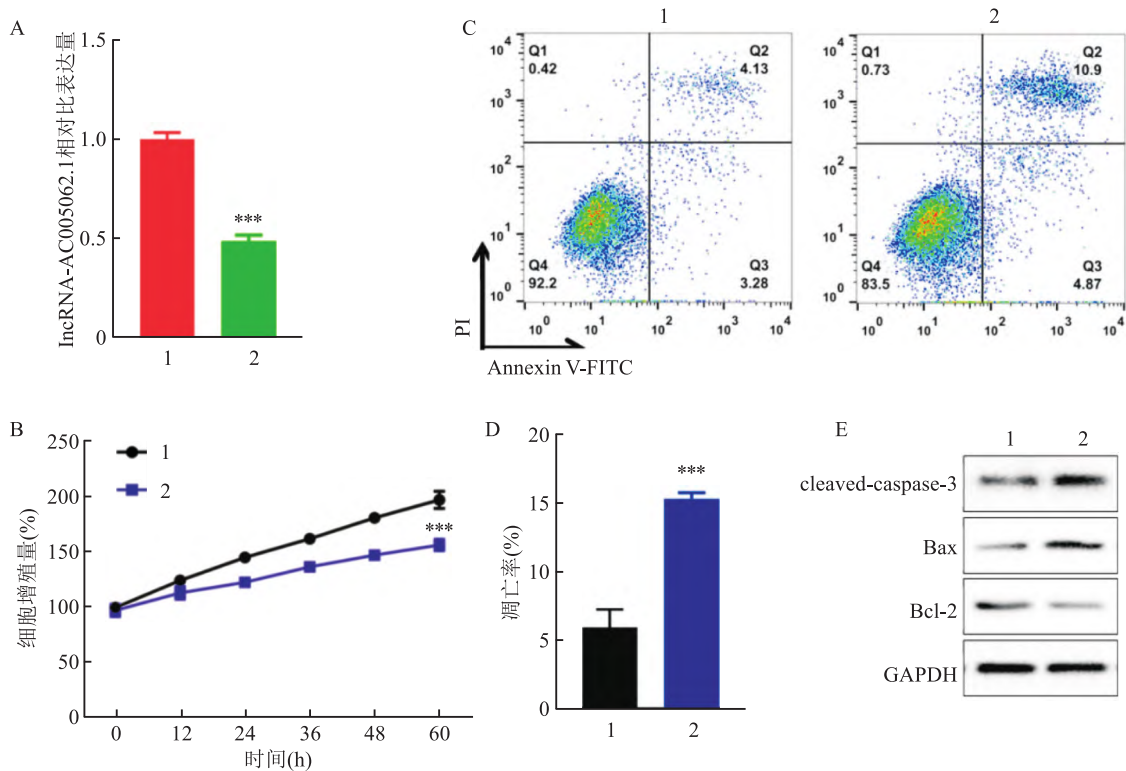 A
lncRNA-AC005062.1相对比表达量
1.5
1.0
0.5
0.0
***
1
2
B
细胞增殖量(%)
250
200
150
100
50
0
1
2
***
0
12
24
36
48
60
时间(h)
C
1
10⁴
10³
10²
10¹
10⁰
Q1
0.42
Q2
4.13
Q4
92.2
Q3
3.28
10⁰
10¹
10²
10³
10⁴
PI
Annexin V-FITC
2
10⁴
10³
10²
10¹
10⁰
Q1
0.73
Q2
10.9
Q4
83.5
Q3
4.87
10⁰
10¹
10²
10³
10⁴
D
凋亡率(%)
20
15
10
5
0
***
1
2
E
1
2
cleaved-caspase-3
Bax
Bcl-2
GAPDH